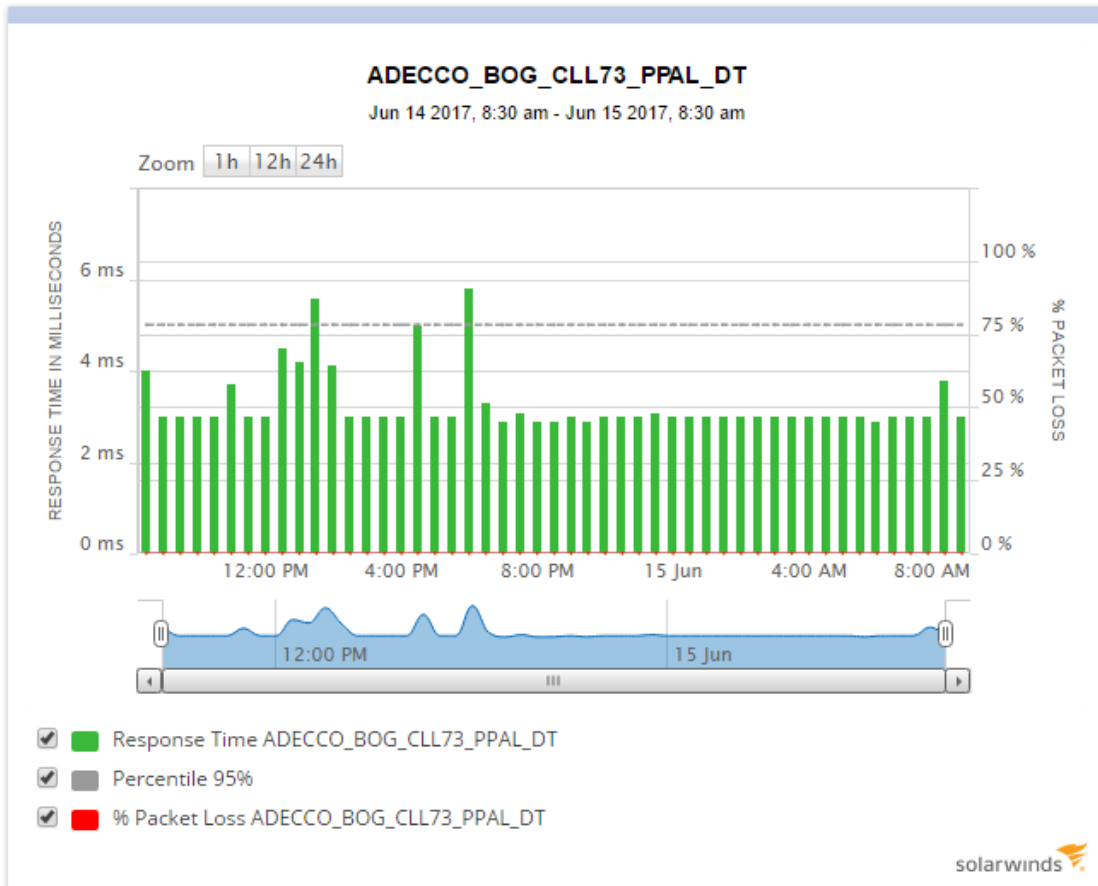 ADECCO_BOG_CLL73_PPAL_DT
Jun 14 2017, 8:30 am - Jun 15 2017, 8:30 am
Zoom 1h 12h 24h
RESPONSE TIME IN MILLISECONDS
6 ms
4 ms
2 ms
0 ms
100 %
75 %
50 %
25 %
0 %
% PACKET LOSS
12:00 PM 4:00 PM 8:00 PM 15 Jun 4:00 AM 8:00 AM
12:00 PM 15 Jun
Response Time ADECCO_BOG_CLL73_PPAL_DT
Percentile 95%
% Packet Loss ADECCO_BOG_CLL73_PPAL_DT
solarwinds